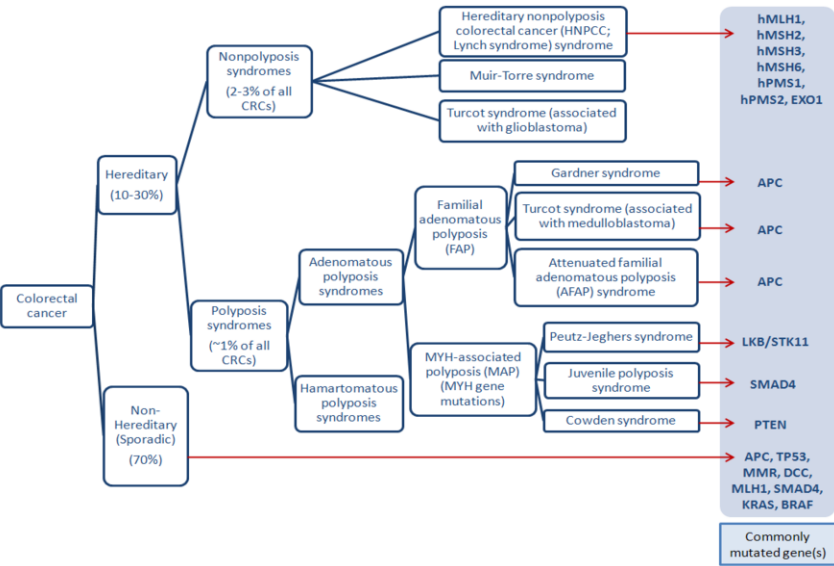 Colorectal
cancer
Hereditary
(10-30%)
Non-
Hereditary
(Sporadic)
(70%)
Nonpolyposis
syndromes
(2-3% of all
CRCs)
Polyposis
syndromes
(~1% of all
CRCs)
Hereditary nonpolyposis
colorectal cancer (HNPCC;
Lynch syndrome) syndrome
Muir-Torre syndrome
Turcot syndrome (associated
with glioblastoma)
Adenomatous
polyposis
syndromes
Hamartomatous
polyposis
syndromes
Familial
adenomatous
polyposis
(FAP)
MYH-associated
polyposis (MAP)
(MYH gene
mutations)
Gardner syndrome
Turcot syndrome (associated
with medulloblastoma)
Attenuated familial
adenomatous polyposis
(AFAP) syndrome
Peutz-Jeghers syndrome
Juvenile polyposis
syndrome
Cowden syndrome
hMLH1,
hMSH2,
hMSH3,
hMSH6,
hPMS1,
hPMS2, EXO1
APC
APC
APC
LKB/STK11
SMAD4
PTEN
APC, TP53,
MMR, DCC,
MLH1, SMAD4,
KRAS, BRAF
Commonly
mutated gene(s)